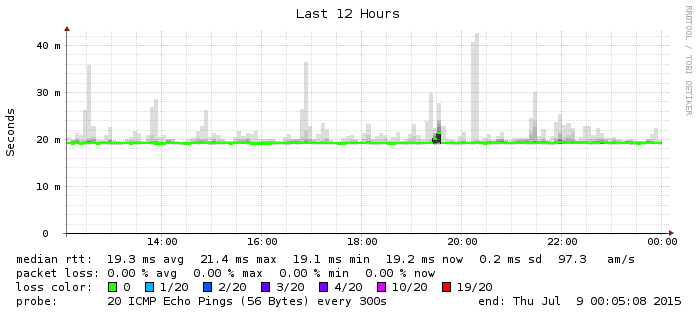 Last 12 Hours
RRDTOOL / TOBI OETIKER
Seconds
40 m
30 m
20 m
10 m
0
14:00 16:00 18:00 20:00 22:00 00:00
median rtt: 19.3 ms avg 21.4 ms max 19.1 ms min 19.2 ms now 0.2 ms sd 97.3 am/s
packet loss: 0.00 % avg 0.00 % max 0.00 % min 0.00 % now
loss color: 0 1/20 2/20 3/20 4/20 10/20 19/20
probe: 20 ICMP Echo Pings (56 Bytes) every 300s end: Thu Jul 9 00:05:08 2015